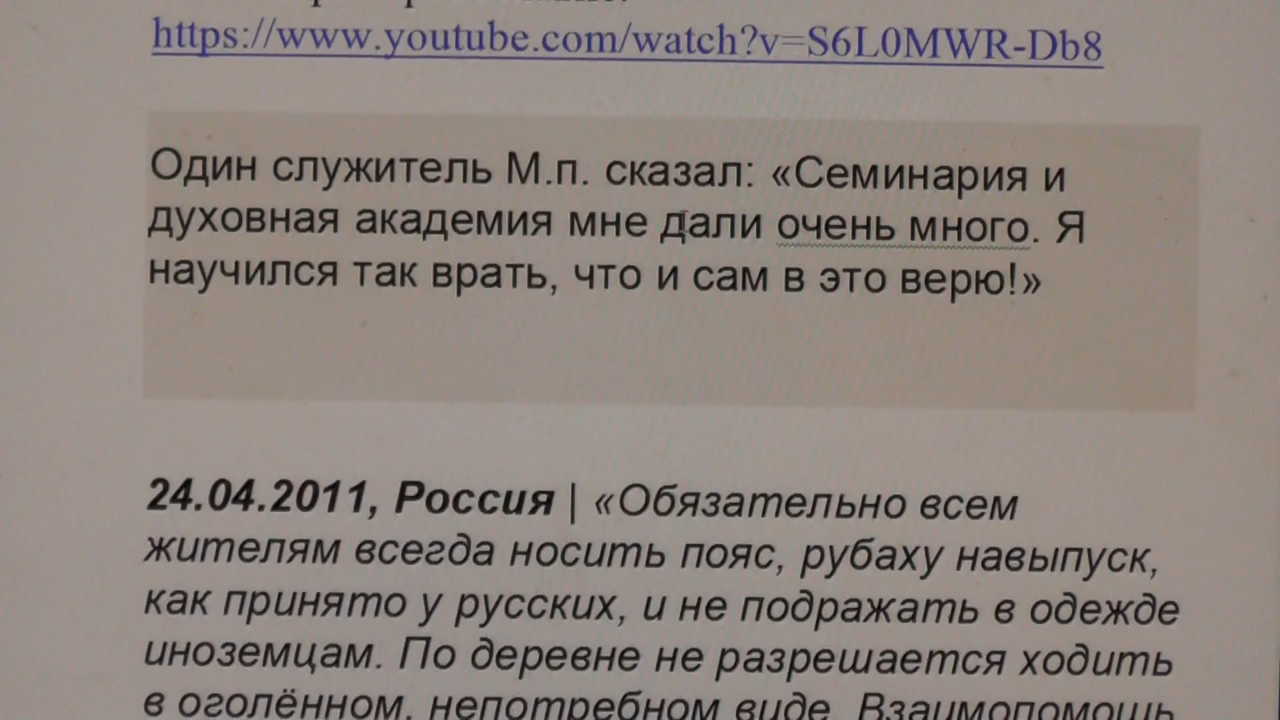 https://www.youtube.com/watch?v=S6L0MWR-Db8
Один служитель М.п. сказал: «Семинария и
духовная академия мне дали очень много. Я
научился так врать, что и сам в это верю!»
24.04.2011, Россия | «Обязательно всем
жителям всегда носить пояс, рубаху навыпуск,
как принято у русских, и не подражать в одежде
иноземцам. По деревне не разрешается ходить
в оголённом, непотребном виде. Взаимопомощь